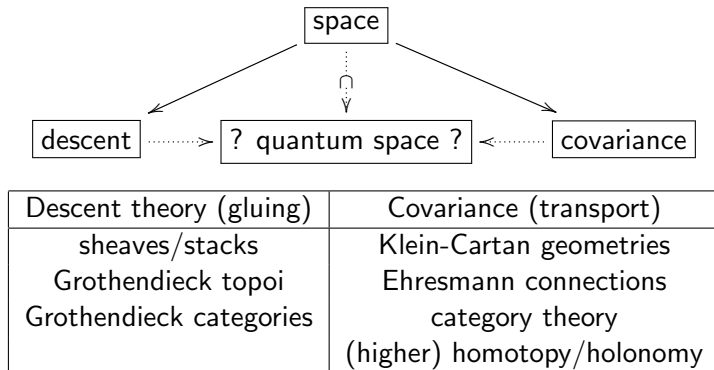 space
descent ? quantum space ? covariance
Descent theory (gluing) Covariance (transport)
sheaves/stacks Klein-Cartan geometries
Grothendieck topoi Ehresmann connections
Grothendieck categories category theory
(higher) homotopy/holonomy